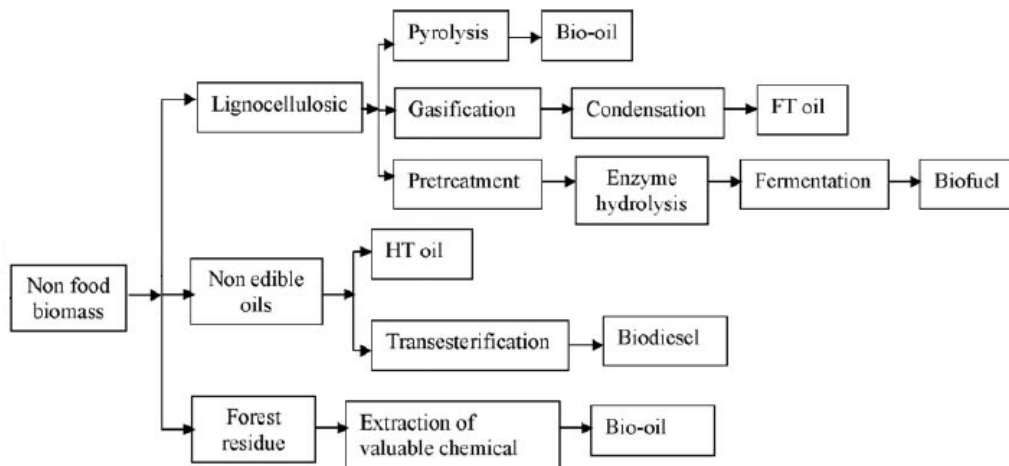 Pyrolysis
Bio-oil
Lignocellulosic
Gasification
Condensation
FT oil
Pretreatment
Enzyme
hydrolysis
Fermentation
Biofuel
HT oil
Non food
biomass
Non edible
oils
Transesterification
Biodiesel
Forest
residue
Extraction of
valuable chemical
Bio-oil